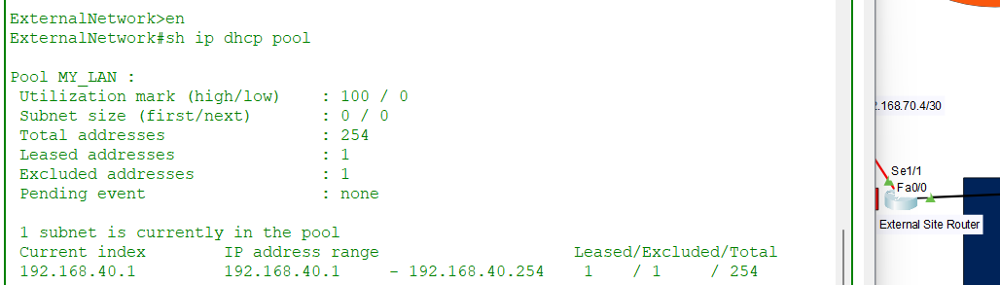 ExternalNetwork>en
ExternalNetwork#sh ip dhcp pool
Pool MY_LAN :
Utilization mark (high/low) : 100 / 0
Subnet size (first/next) : 0 / 0
Total addresses : 254
Leased addresses : 1
Excluded addresses : 1
Pending event : none
1 subnet is currently in the pool
Current index IP address range Leased/Excluded/Total
192.168.40.1 192.168.40.1 - 192.168.40.254 1 / 1 / 254
.168.70.4/30
Se1/1
Fa0/0
External Site Router